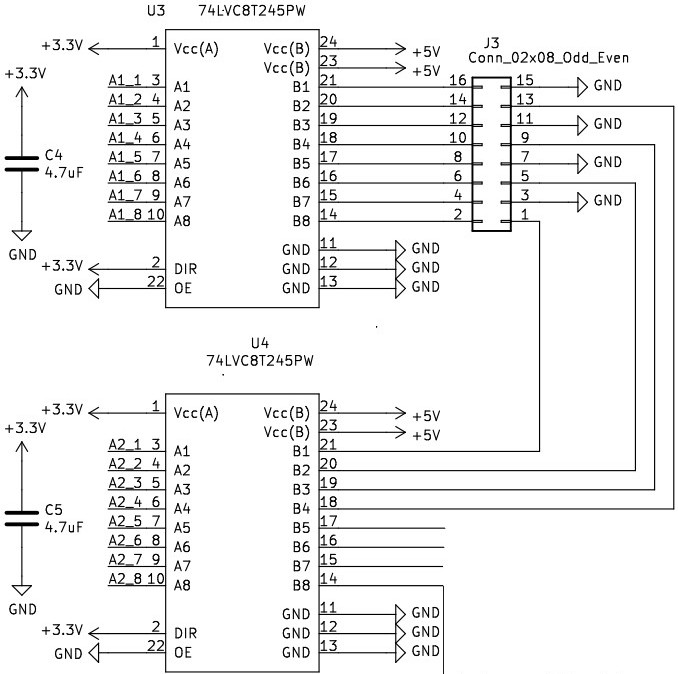 U3 74LVC8T245PW
+3.3V 1 Vcc(A) Vcc(B) 24 +5V
Vcc(B) 23 +5V
J3
Conn_02x08_Odd_Even
+3.3V
A1_1 3 A1 B1 21 16 15 GND
A1_2 4 A2 B2 20 14 13
A1_3 5 A3 B3 19 12 11 GND
A1_4 6 A4 B4 18 10 9
A1_5 7 A5 B5 17 8 7 GND
A1_6 8 A6 B6 16 6 5
A1_7 9 A7 B7 15 4 3 GND
A1_8 10 A8 B8 14 2 1
C4
4.7uF
GND
GND 11 GND
+3.3V 2 DIR GND 12 GND
GND 22 OE GND 13 GND
U4
74LVC8T245PW
+3.3V 1 Vcc(A) Vcc(B) 24 +5V
+3.3V
Vcc(B) 23 +5V
A2_1 3 A1 B1 21
A2_2 4 A2 B2 20
A2_3 5 A3 B3 19
A2_4 6 A4 B4 18
A2_5 7 A5 B5 17
A2_6 8 A6 B6 16
A2_7 9 A7 B7 15
A2_8 10 A8 B8 14
C5
4.7uF
GND
GND 11 GND
+3.3V 2 DIR GND 12 GND
GND 22 OE GND 13 GND